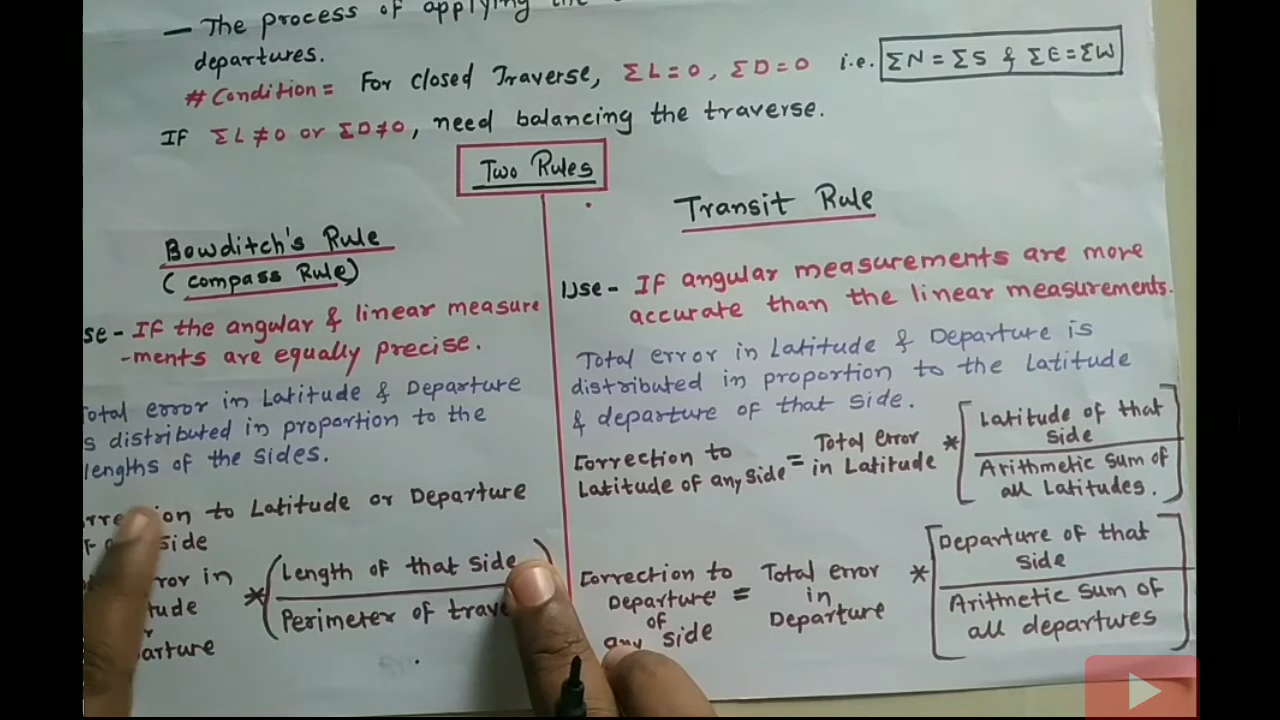 — The process of applying the
departures.
# Condition = For closed Traverse, ΣL=0, ΣD=0 i.e. ΣN=ΣS & ΣE=ΣW
IF ΣL≠0 or ΣD≠0, need balancing the traverse.
Two Rules
Bowditch's Rule
(compass Rule)
se - IF the angular & linear measure
-ments are equally precise.
Total error in Latitude & Departure
s distributed in proportion to the
lengths of the sides.
on to Latitude or Departure
side
ror in
tude
arture
* (Length of that side
Perimeter of trave
Transit Rule
Use - IF angular measurements are more
accurate than the linear measurements.
Total error in Latitude & Departure is
distributed in proportion to the Latitude
& departure of that side.
Correction to
Latitude of any side
= Total error
in Latitude
* [Latitude of that
side
Arithmetic sum of
all Latitudes.]
Correction to
Departure
of
any side
= Total error
in
Departure
* [Departure of that
side
Arithmetic sum of
all departures]